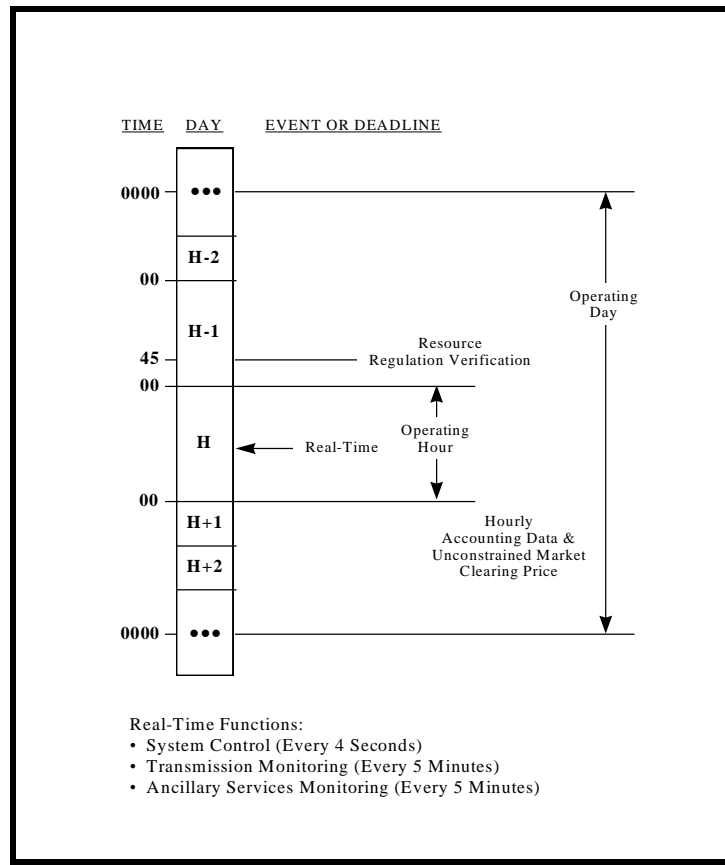 TIME DAY EVENT OR DEADLINE
0000 •••
H-2
00
H-1
Operating
Day
Resource
45 Regulation Verification
00
H Real-Time Operating
Hour
00
H+1 Hourly
Accounting Data &
Unconstrained Market
H+2 Clearing Price
0000 •••
Real-Time Functions:
• System Control (Every 4 Seconds)
• Transmission Monitoring (Every 5 Minutes)
• Ancillary Services Monitoring (Every 5 Minutes)